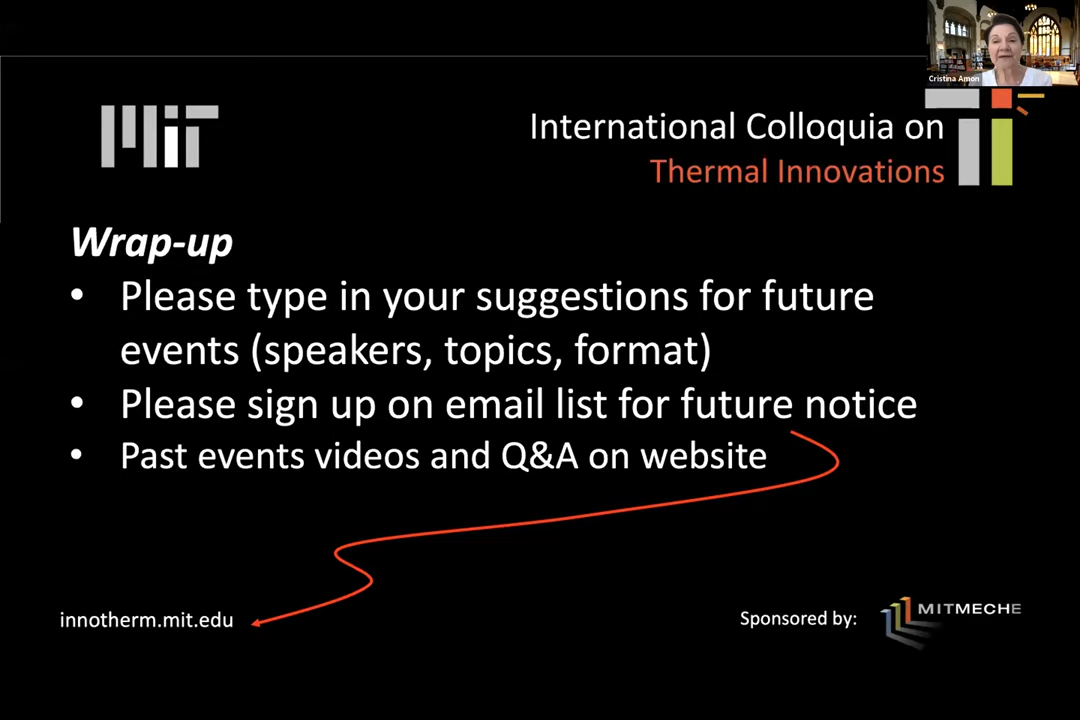 Cristina Amon
MIT
International Colloquia on
Thermal Innovations
Wrap-up
• Please type in your suggestions for future
events (speakers, topics, format)
• Please sign up on email list for future notice
• Past events videos and Q&A on website
innotherm.mit.edu
Sponsored by:
MITMECHE